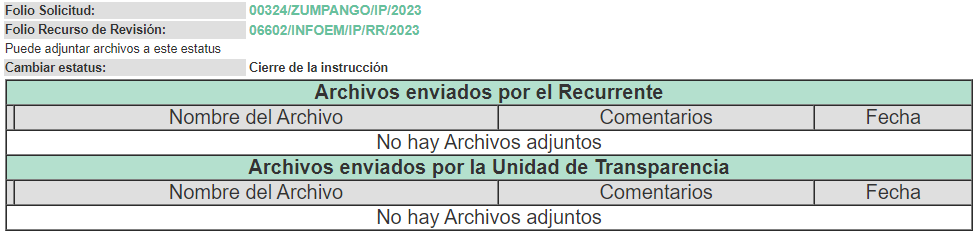 Folio Solicitud: 00324/ZUMPANGO/IP/2023
Folio Recurso de Revisión: 06602/INFOEM/IP/RR/2023
Puede adjuntar archivos a este estatus
Cambiar estatus: Cierre de la instrucción
Archivos enviados por el Recurrente
Nombre del Archivo Comentarios Fecha
No hay Archivos adjuntos
Archivos enviados por la Unidad de Transparencia
Nombre del Archivo Comentarios Fecha
No hay Archivos adjuntos